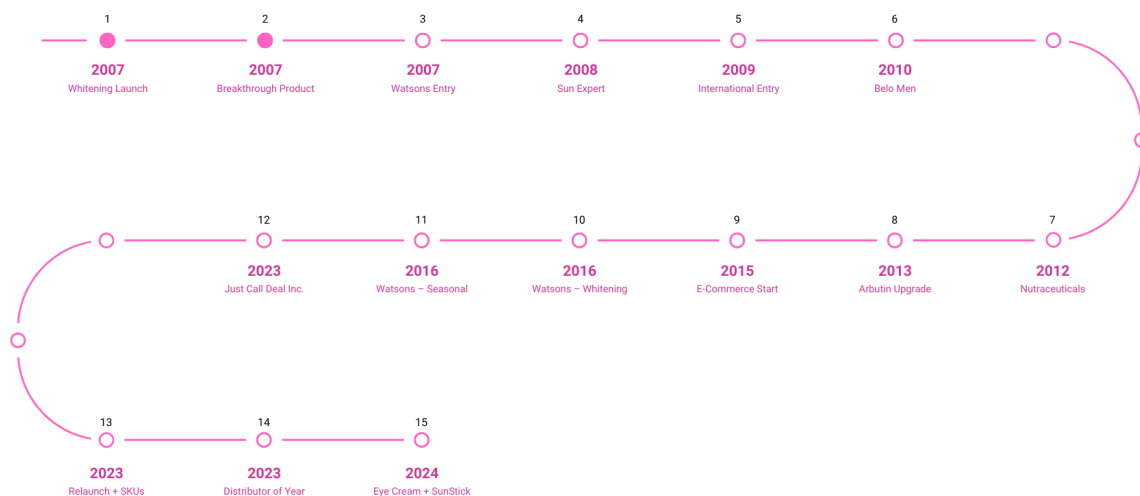 1
2007
Whitening Launch
2
2007
Breakthrough Product
3
2007
Watsons Entry
4
2008
Sun Expert
5
2009
International Entry
6
2010
Belo Men
7
2012
Nutraceuticals
8
2013
Arbutin Upgrade
9
2015
E-Commerce Start
10
2016
Watsons – Whitening
11
2016
Watsons – Seasonal
12
2023
Just Call Deal Inc.
13
2023
Relaunch + SKUs
14
2023
Distributor of Year
15
2024
Eye Cream + SunStick